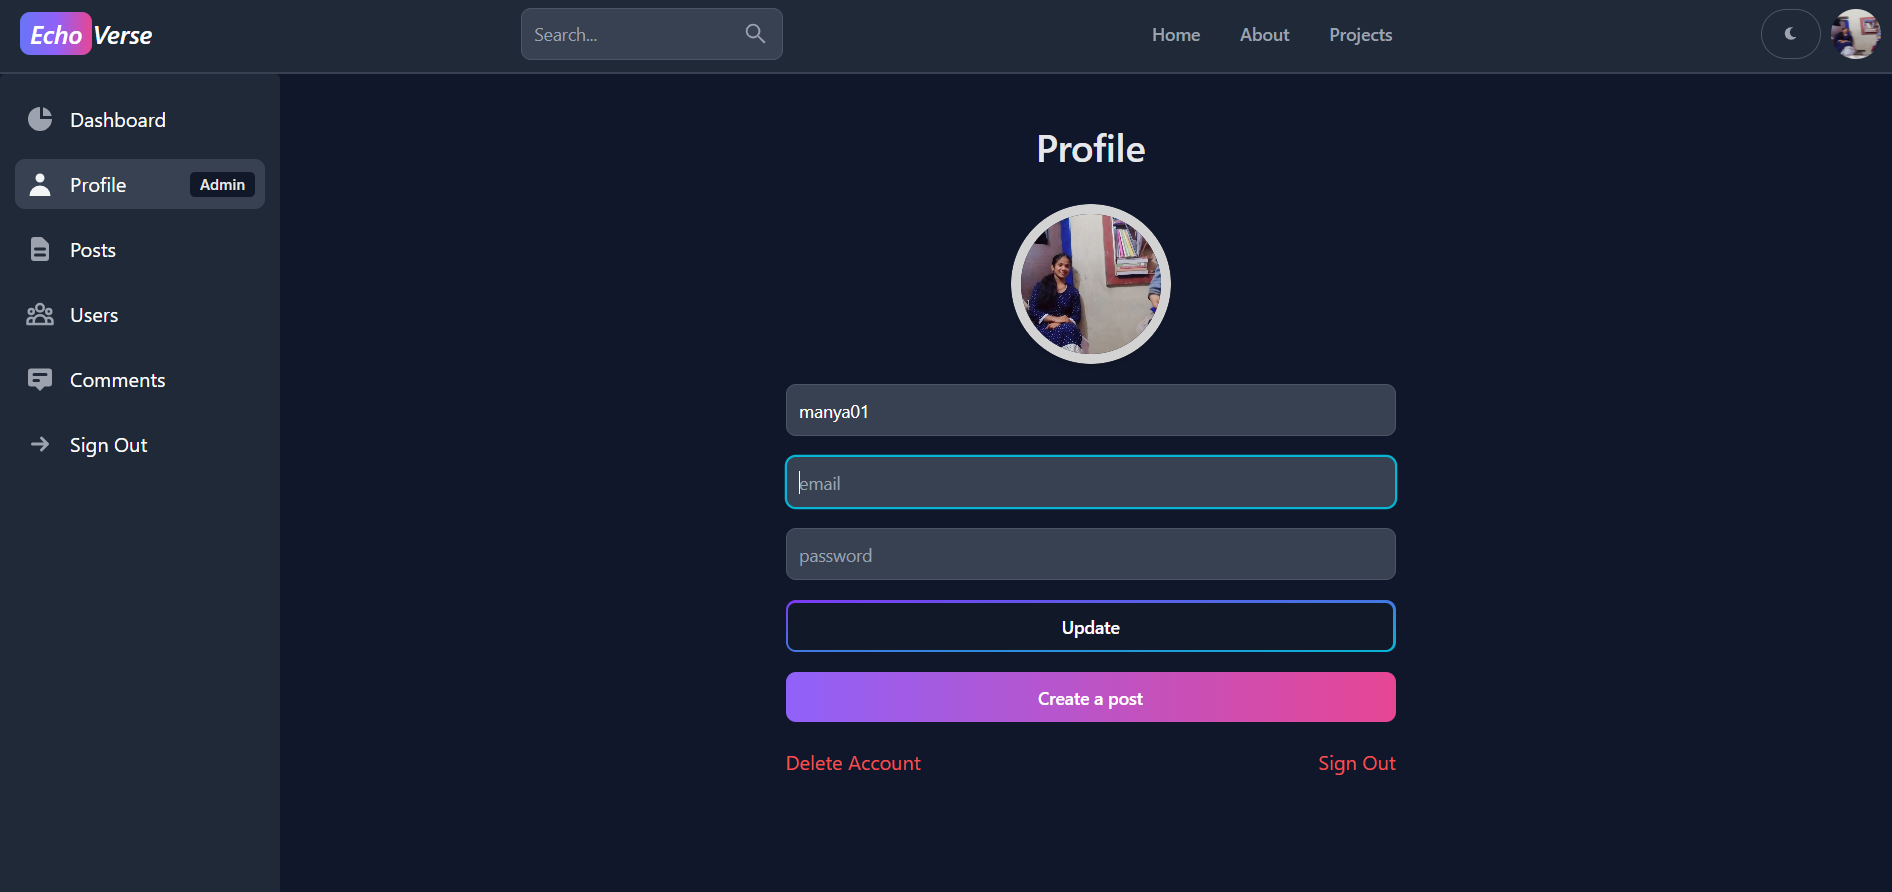 Echo Verse
Search...
Home
About
Projects
Dashboard
Profile
Admin
Posts
Users
Comments
Sign Out
Profile
manya01
email
password
Update
Create a post
Delete Account
Sign Out